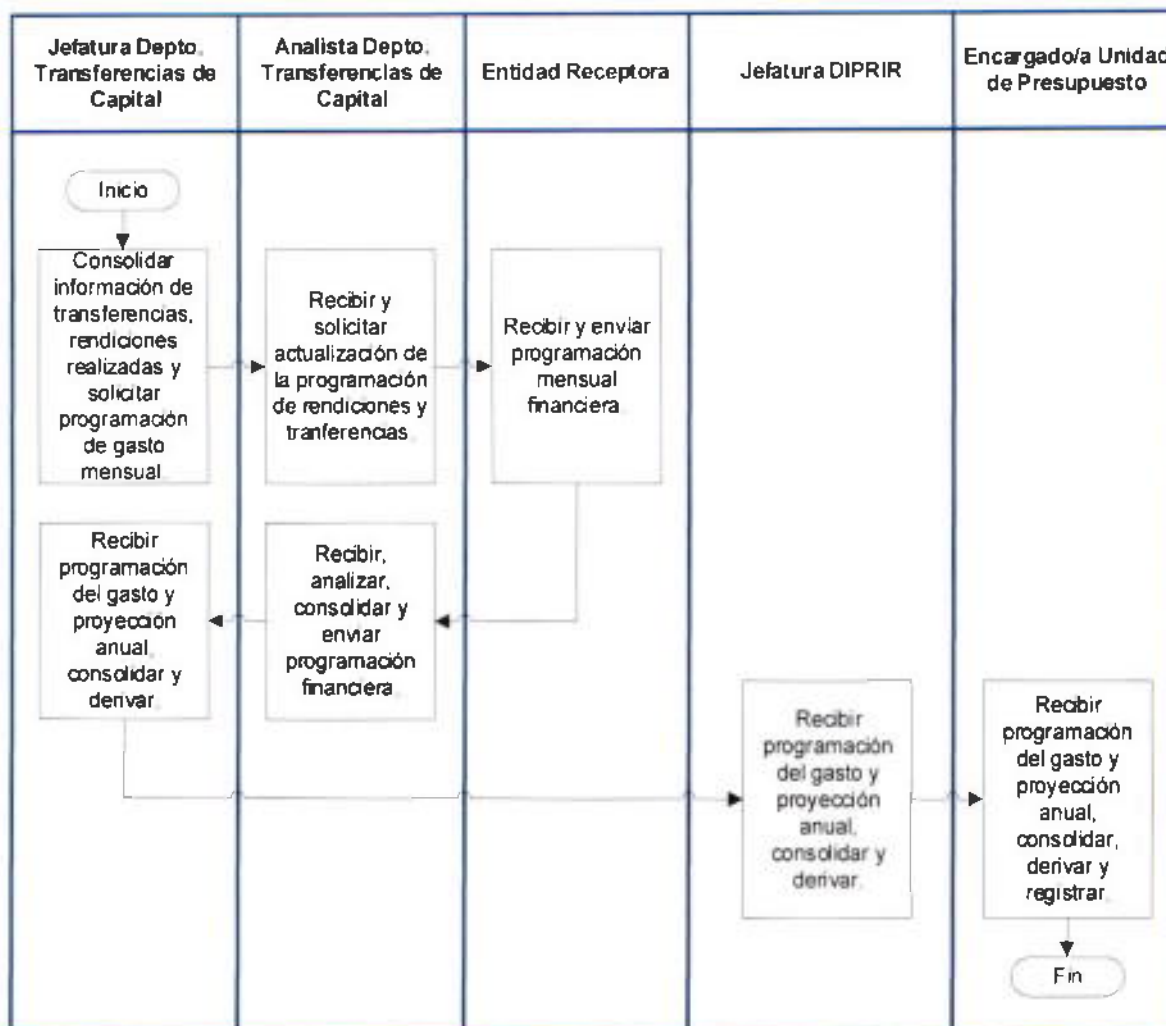 Jefatura Depto.
Transferencias de
Capital
Analista Depto.
Transferencias de
Capital
Entidad Receptora
Jefatura DIPRIR
Encargado/a Unidad
de Presupuesto
Inicio
Consolidar
información de
transferencias,
rendiciones
realizadas y
solicitar
programación
de gasto
mensual.
Recibir y
solicitar
actualización de
la programación
de rendiciones y
tranferencias.
Recibir y enviar
programación
mensual
financiera.
Recibir
programación
del gasto y
proyección
anual,
consolidar y
derivar.
Recibir,
analizar,
consolidar y
enviar
programación
financiera.
Recibir
programación
del gasto y
proyección
anual,
consolidar y
derivar.
Recibir
programación
del gasto y
proyección
anual,
consolidar,
derivar y
registrar.
Fin